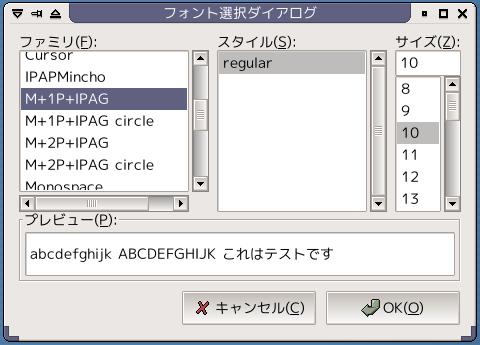 フォント選択ダイアログ
ファミリ(F):
Cursor
IPAPMincho
M+1P+IPAG
M+1P+IPAG circle
M+2P+IPAG
M+2P+IPAG circle
Monospace
スタイル(S):
regular
サイズ(Z):
10
8
9
10
11
12
13
プレビュー(P):
abcdefghijk ABCDEFGHIJK これはテストです
キャンセル(C)
OK(O)